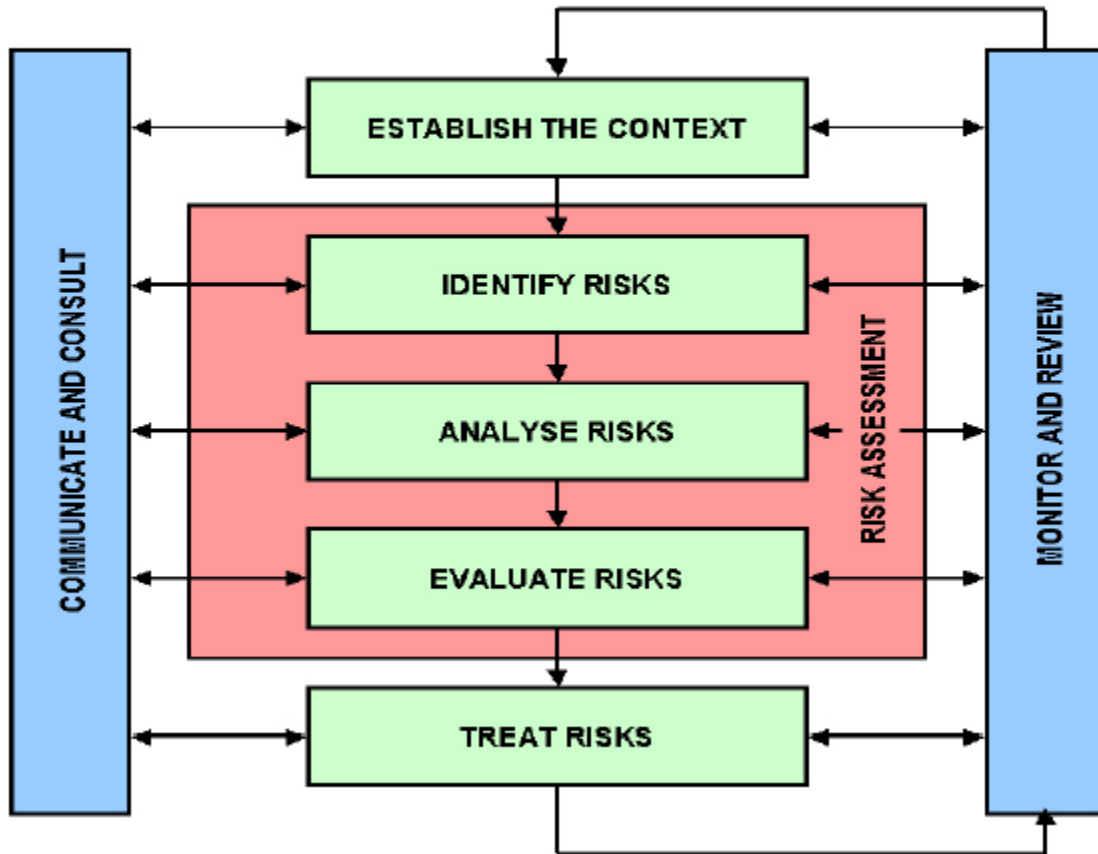 ESTABLISH THE CONTEXT
COMMUNICATE AND CONSULT
IDENTIFY RISKS
ANALYSE RISKS
EVALUATE RISKS
RISK ASSESSMENT
MONITOR AND REVIEW
TREAT RISKS